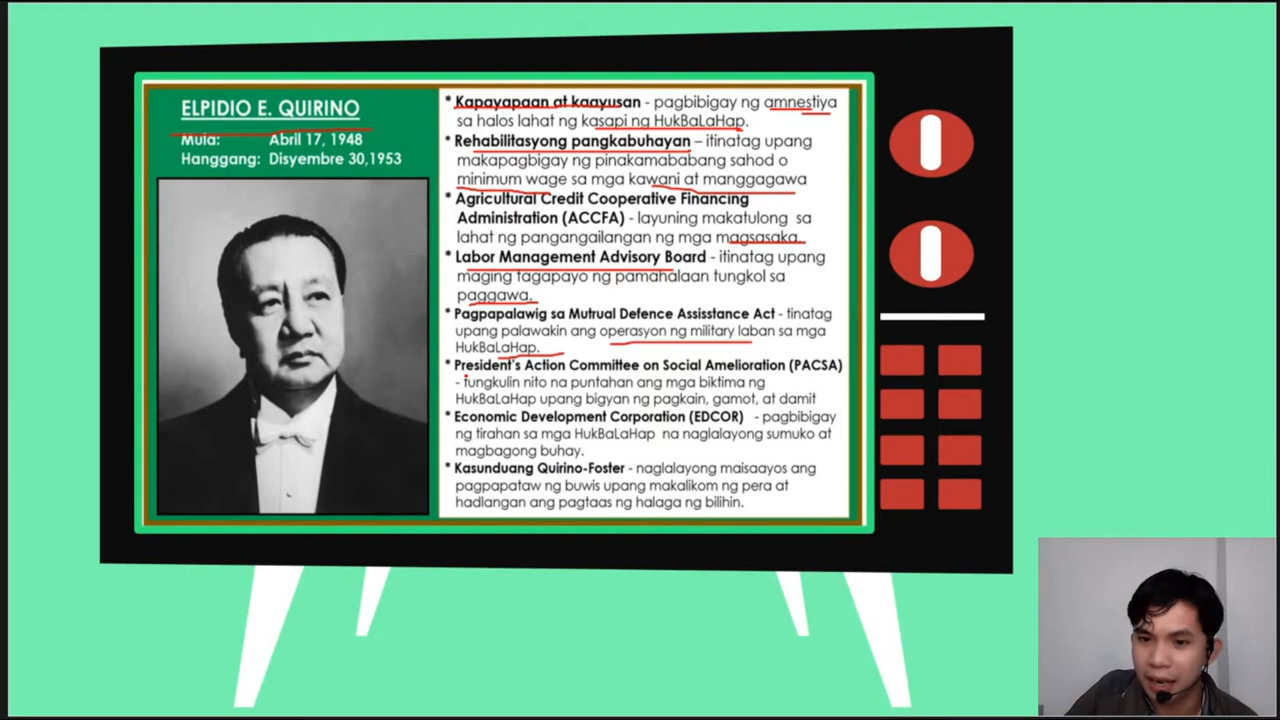 ELPIDIO E. QUIRINO
Mula: Abril 17, 1948
Hanggang: Disyembre 30,1953
* Kapayapaan at kaayusan - pagbibigay ng amnestiya
sa halos lahat ng kasapi ng HukBaLaHap.
* Rehabilitasyong pangkabuhayan – itinatag upang
makapagbigay ng pinakamababang sahod o
minimum wage sa mga kawani at manggagawa
* Agricultural Credit Cooperative Financing
Administration (ACCFA) - layuning makatulong sa
lahat ng pangangailangan ng mga magsasaka.
* Labor Management Advisory Board - itinatag upang
maging tagapayo ng pamahalaan tungkol sa
paggawa.
* Pagpapalawig sa Mutrual Defence Assisstance Act - tinatag
upang palawakin ang operasyon ng military laban sa mga
HukBaLaHap.
* President's Action Committee on Social Amelioration (PACSA)
- tungkulin nito na puntahan ang mga biktima ng
HukBaLaHap upang bigyan ng pagkain, gamot, at damit
* Economic Development Corporation (EDCOR) - pagbibigay
ng tirahan sa mga HukBaLaHap na naglalayong sumuko at
magbagong buhay.
* Kasunduang Quirino-Foster - naglalayong maisaayos ang
pagpapataw ng buwis upang makalikom ng pera at
hadlangan ang pagtaas ng halaga ng bilihin.